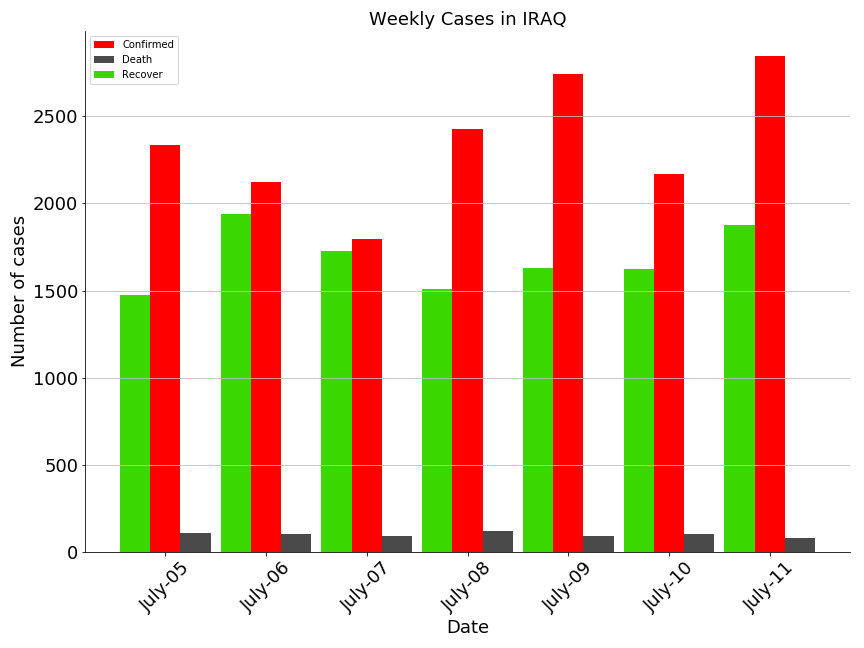 Weekly Cases in IRAQ
Confirmed
Death
Recover
Number of cases
2500
2000
1500
1000
500
0
July-05
July-06
July-07
July-08
July-09
July-10
July-11
Date